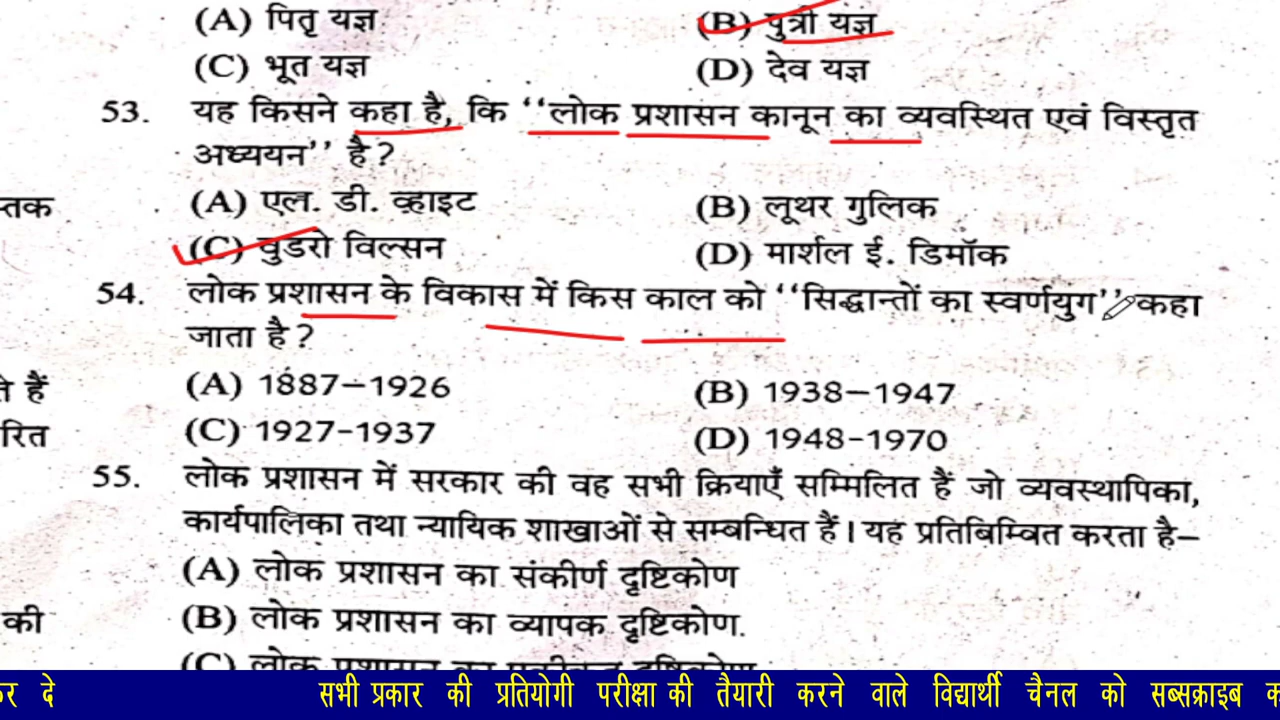 (A) पितृ यज्ञ (B) पुत्री यज्ञ
(C) भूत यज्ञ (D) देव यज्ञ
53. यह किसने कहा है, कि ‘‘लोक प्रशासन कानून का व्यवस्थित एवं विस्तृत
अध्ययन’’ है?
(A) एल. डी. व्हाइट (B) लूथर गुलिक
प्तक
(C) वुडरो विल्सन (D) मार्शल ई. डिमॉक
54. लोक प्रशासन के विकास में किस काल को ‘‘सिद्धान्तों का स्वर्णयुग’’ कहा
जाता है?
(A) 1887–1926 (B) 1938–1947
ते हैं
(C) 1927-1937 (D) 1948-1970
रित
55. लोक प्रशासन में सरकार की वह सभी क्रियाएँ सम्मिलित हैं जो व्यवस्थापिका,
कार्यपालिका तथा न्यायिक शाखाओं से सम्बन्धित हैं। यह प्रतिबिम्वित करता है–
(A) लोक प्रशासन का संकीर्ण दृष्टिकोण
की
(B) लोक प्रशासन का व्यापक दृष्टिकोण.
(C) लोक प्रशासन का दृष्टिकोण
कर दे सभी प्रकार की प्रतियोगी परीक्षा की तैयारी करने वाले विद्यार्थी चैनल को सब्सक्राइब